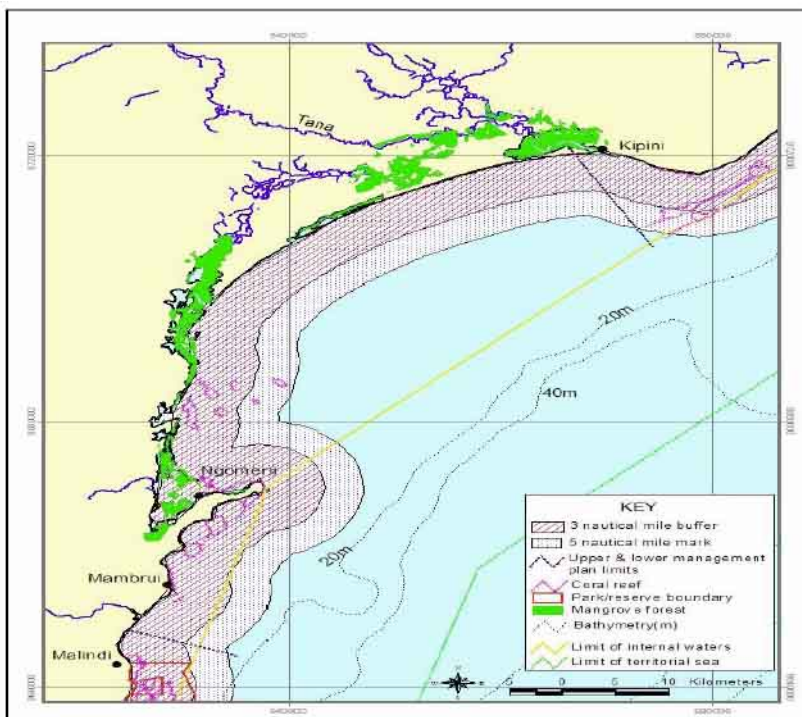 Tana
Kipini
20m
40m
Ngomeni
20m
Mambrui
Malindi
KEY
3 nautical mile buffer
5 nautical mile mark
Upper & lower management
plan limits
Coral reef
Park/reserve boundary
Mangrove forest
Bathymetry(m)
Limit of internal waters
Limit of territorial sea
5 0 5 10 Kilometers